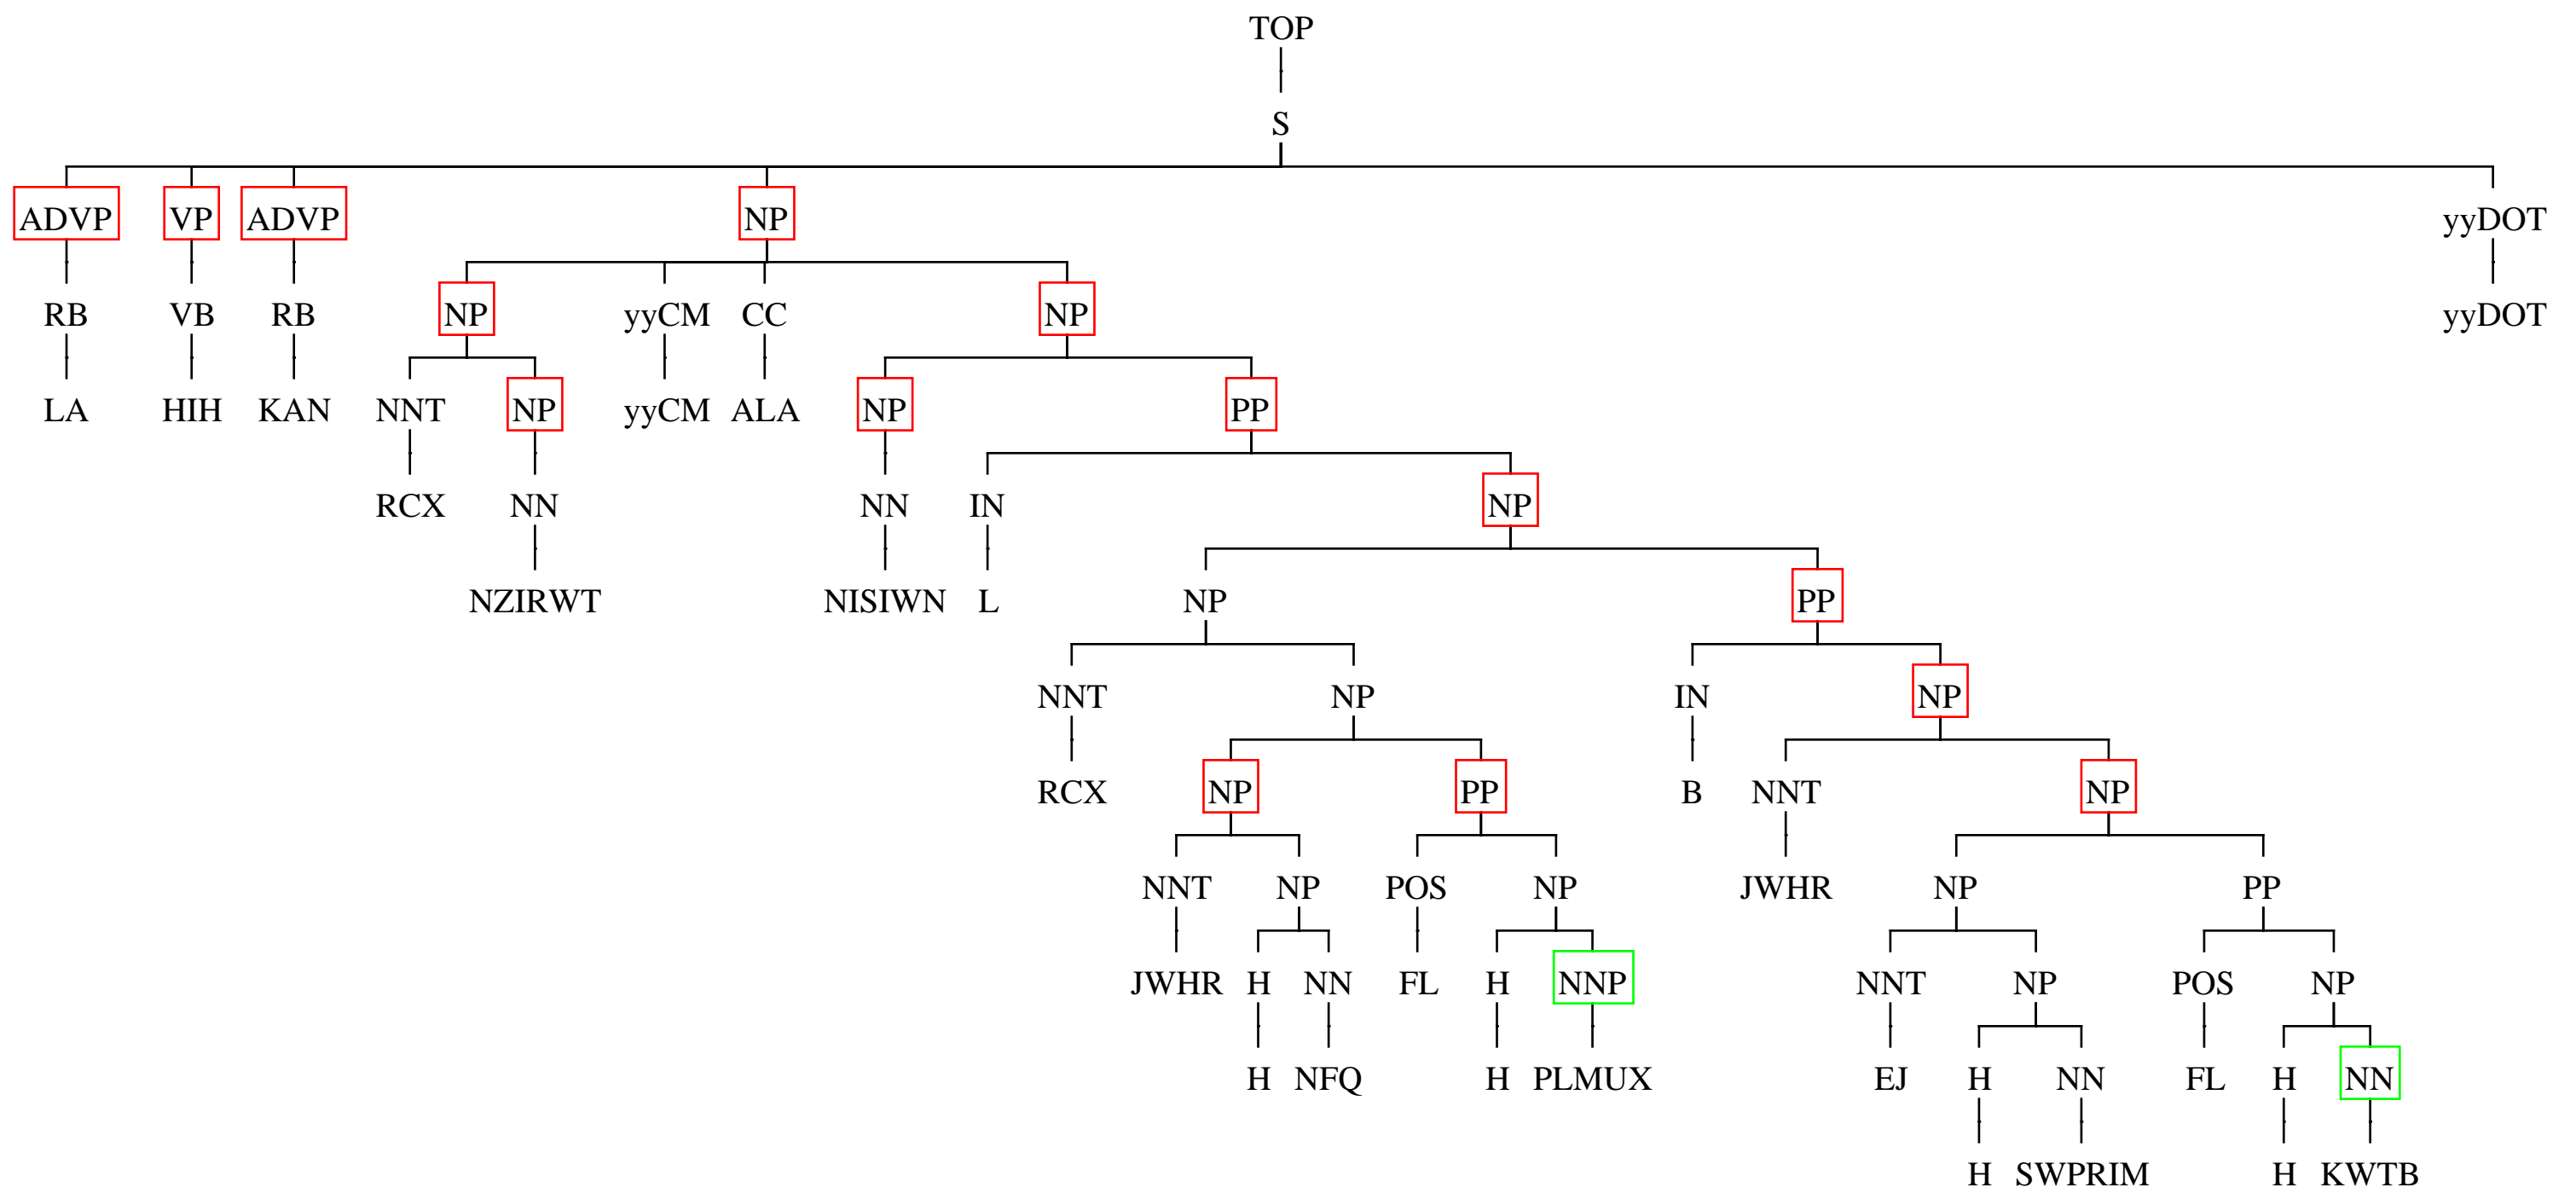 TOP
S
ADVP VP ADVP NP yyDOT
RB VB RB NP yyCM CC NP yyDOT
LA HIH KAN NNT NP yyCM ALA NP PP
RCX NN NN IN NP
NZIRWT NISIWN L NP PP
NNT NP IN NP
RCX NP PP B NNT NP
NNT NP POS NP JWHR NP PP
JWHR H NN FL H NNP NNT NP POS NP
H NFQ H PLMUX EJ H NN FL H NN
H SWPRIM H KWTB